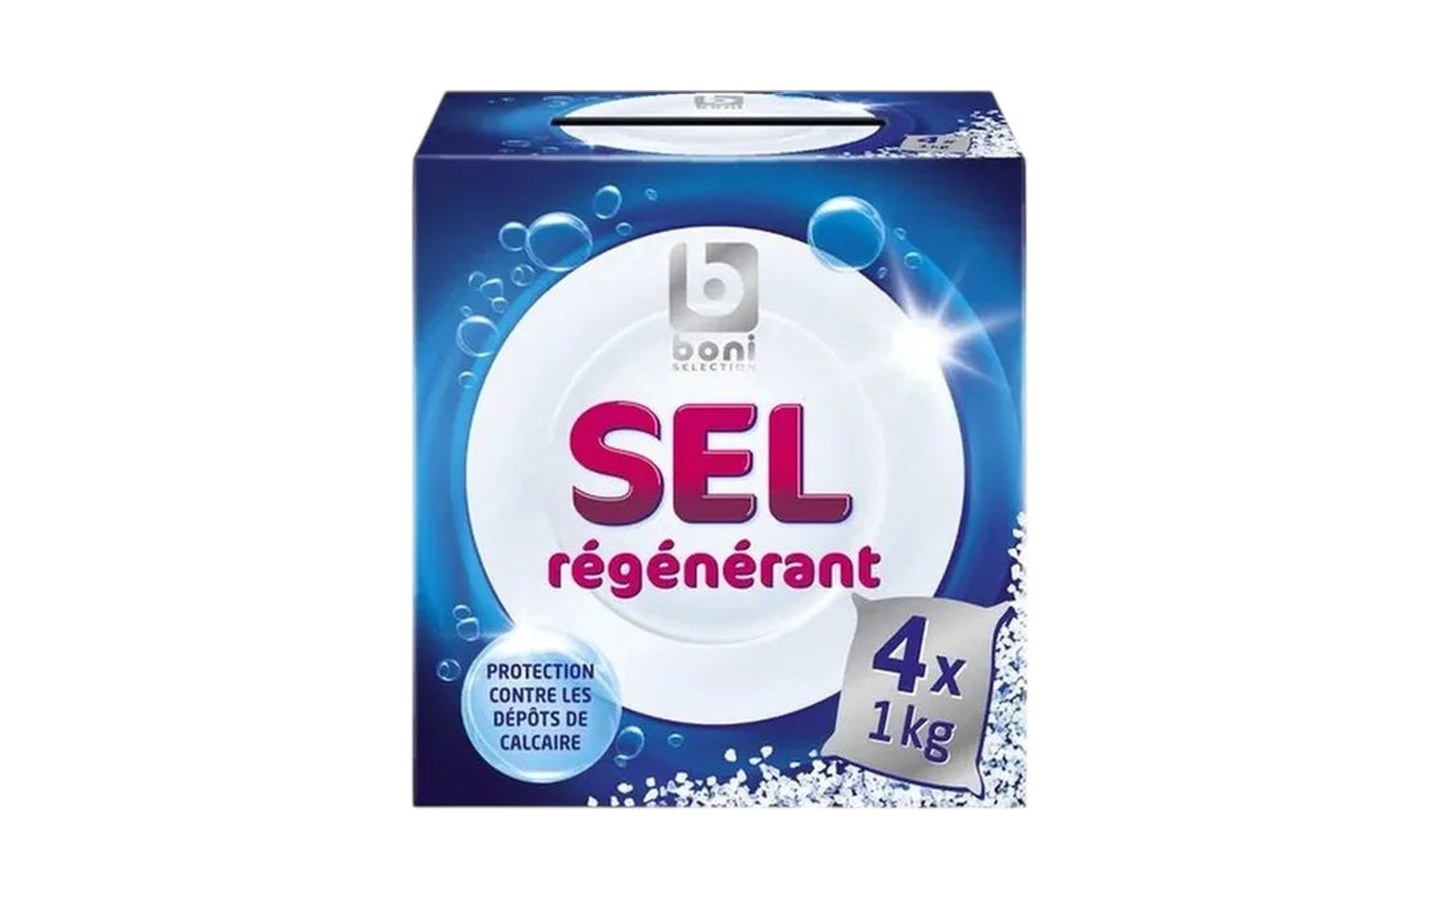 boni
SELECTION
SEL
régénérant
4x
1kg
PROTECTION
CONTRE LES
DÉPÔTS DE
CALCAIRE